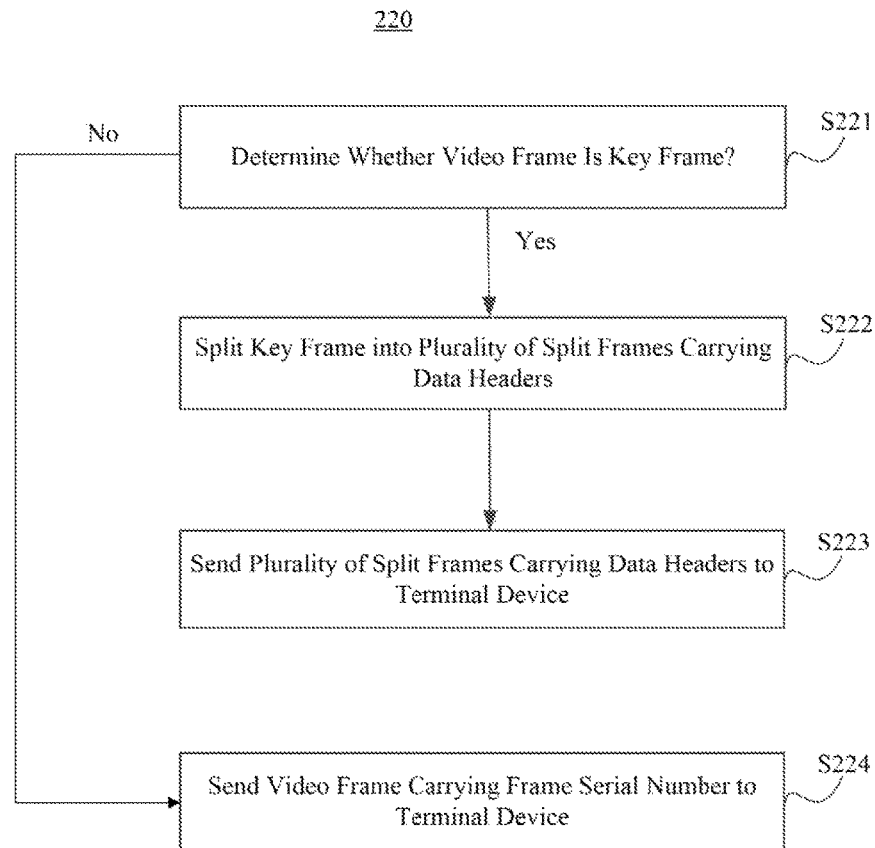 220
No
S221
Determine Whether Video Frame Is Key Frame?
Yes
S222
Split Key Frame into Plurality of Split Frames Carrying
Data Headers
S223
Send Plurality of Split Frames Carrying Data Headers to
Terminal Device
S224
Send Video Frame Carrying Frame Serial Number to
Terminal Device